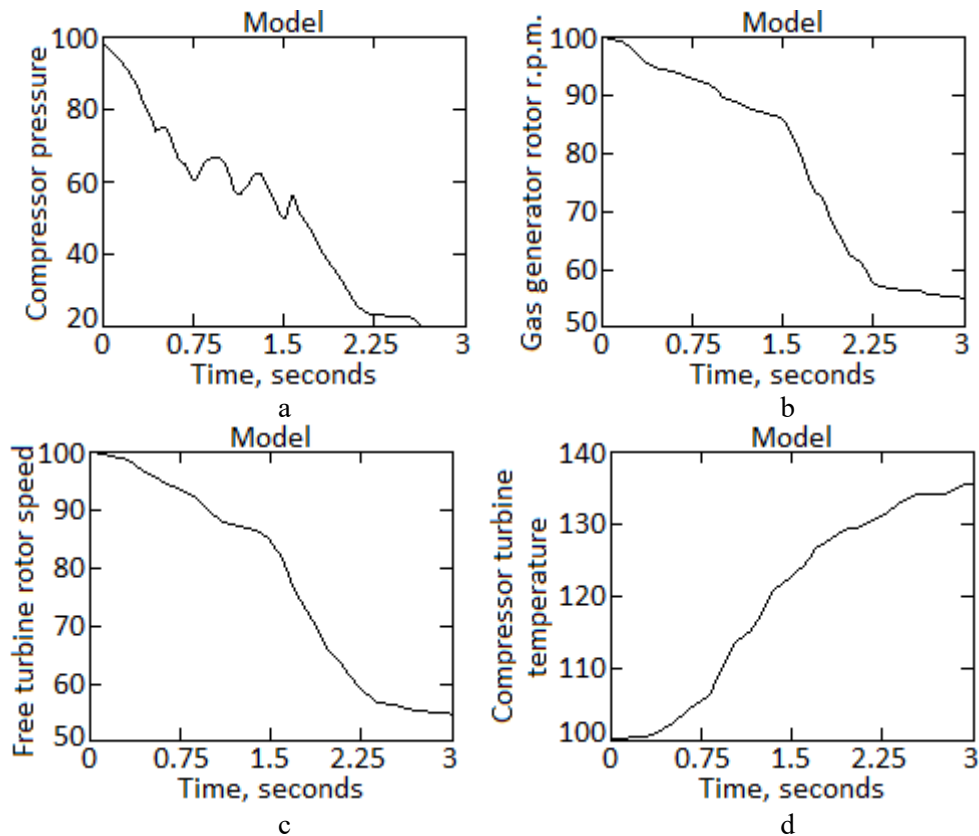 Model
Compressor pressure
100
80
60
40
20
0 0.75 1.5 2.25 3
Time, seconds
a
Model
Gas generator rotor r.p.m.
100
90
80
70
60
50
0 0.75 1.5 2.25 3
Time, seconds
b
Model
Free turbine rotor speed
100
90
80
70
60
50
0 0.75 1.5 2.25 3
Time, seconds
c
Model
Compressor turbine
temperature
140
130
120
110
100
0 0.75 1.5 2.25 3
Time, seconds
d